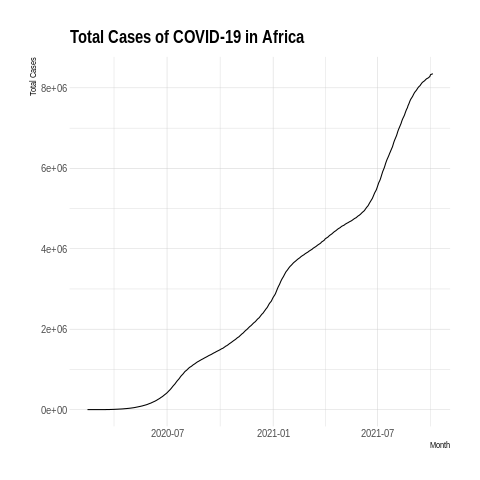 Total Cases of COVID-19 in Africa
Total Cases
8e+06
6e+06
4e+06
2e+06
0e+00
2020-07
2021-01
2021-07
Month